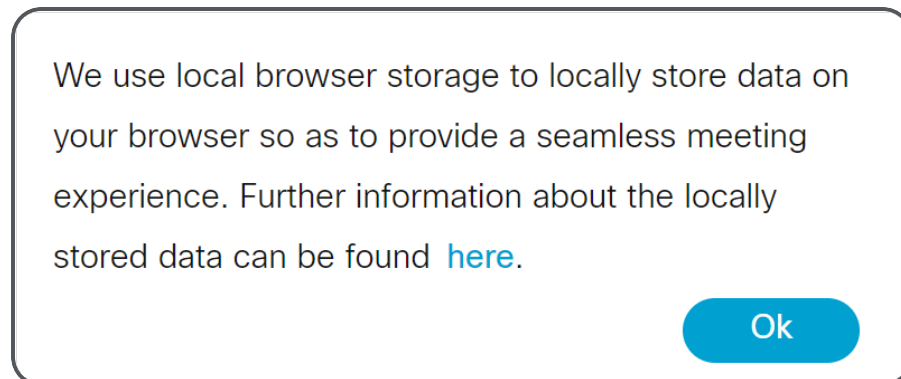 We use local browser storage to locally store data on
your browser so as to provide a seamless meeting
experience. Further information about the locally
stored data can be found here.
Ok